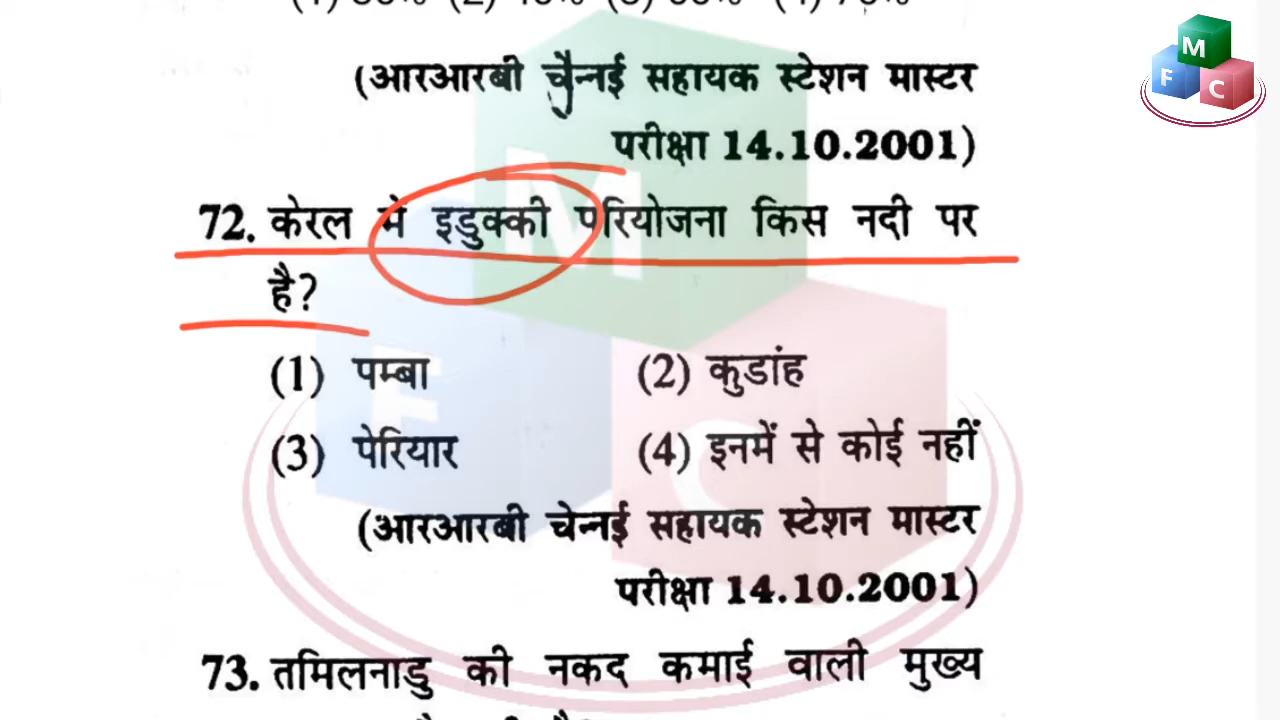 (आरआरबी चेन्नई सहायक स्टेशन मास्टर
परीक्षा 14.10.2001)
72. केरल में इडुक्की परियोजना किस नदी पर
है?
(1) पम्बा (2) कुडांह
(3) पेरियार (4) इनमें से कोई नहीं
(आरआरबी चेन्नई सहायक स्टेशन मास्टर
परीक्षा 14.10.2001)
73. तमिलनाडु की नकद कमाई वाली मुख्य
M
F
C